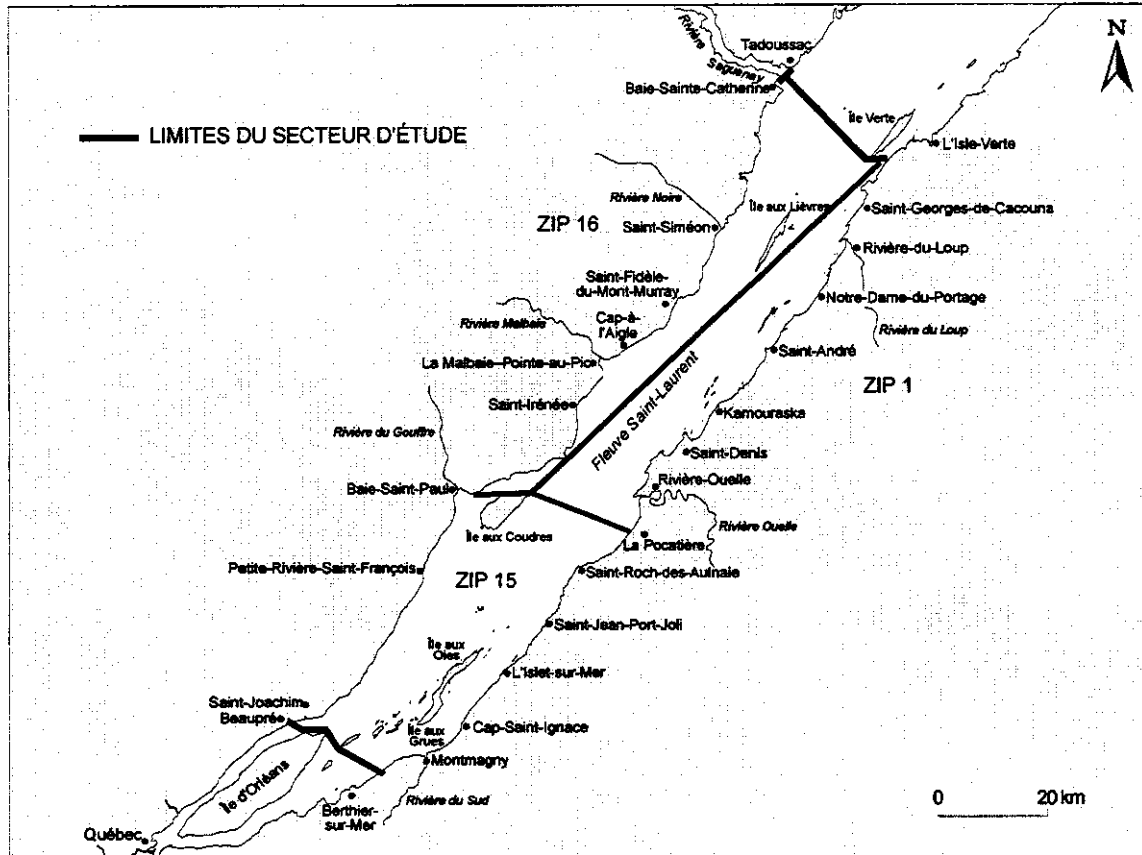 Tadoussac
N
Rivière
Saguenay
Baie-Sainte-Catherine
Île Verte
LIMITES DU SECTEUR D'ÉTUDE
L'Isle-Verte
Rivière Noire
Île aux Lièvres
Saint-Georges-de-Cacouna
ZIP 16
Saint-Siméon
Rivière-du-Loup
Saint-Fidèle-
du-Mont-Murray
Notre-Dame-du-Portage
Rivière Malbaie
Cap-à-
l'Aigle
Rivière du Loup
Saint-André
La Malbaie-Pointe-au-Pic
ZIP 1
Fleuve Saint-Laurent
Saint-Irénée
Kamouraska
Rivière du Gouffre
Saint-Denis
Rivière-Ouelle
Baie-Saint-Paul
Rivière Ouelle
Île aux Coudres
La Pocatière
Petite-Rivière-Saint-François
ZIP 15
Saint-Roch-des-Aulnaie
Saint-Jean-Port-Joli
Île aux
Oies
L'Islet-sur-Mer
Saint-Joachim
Beaupré
Île aux
Grues
Cap-Saint-Ignace
Montmagny
Île d'Orléans
Berthier-
sur-Mer
Rivière du Sud
0 20 km
Québec